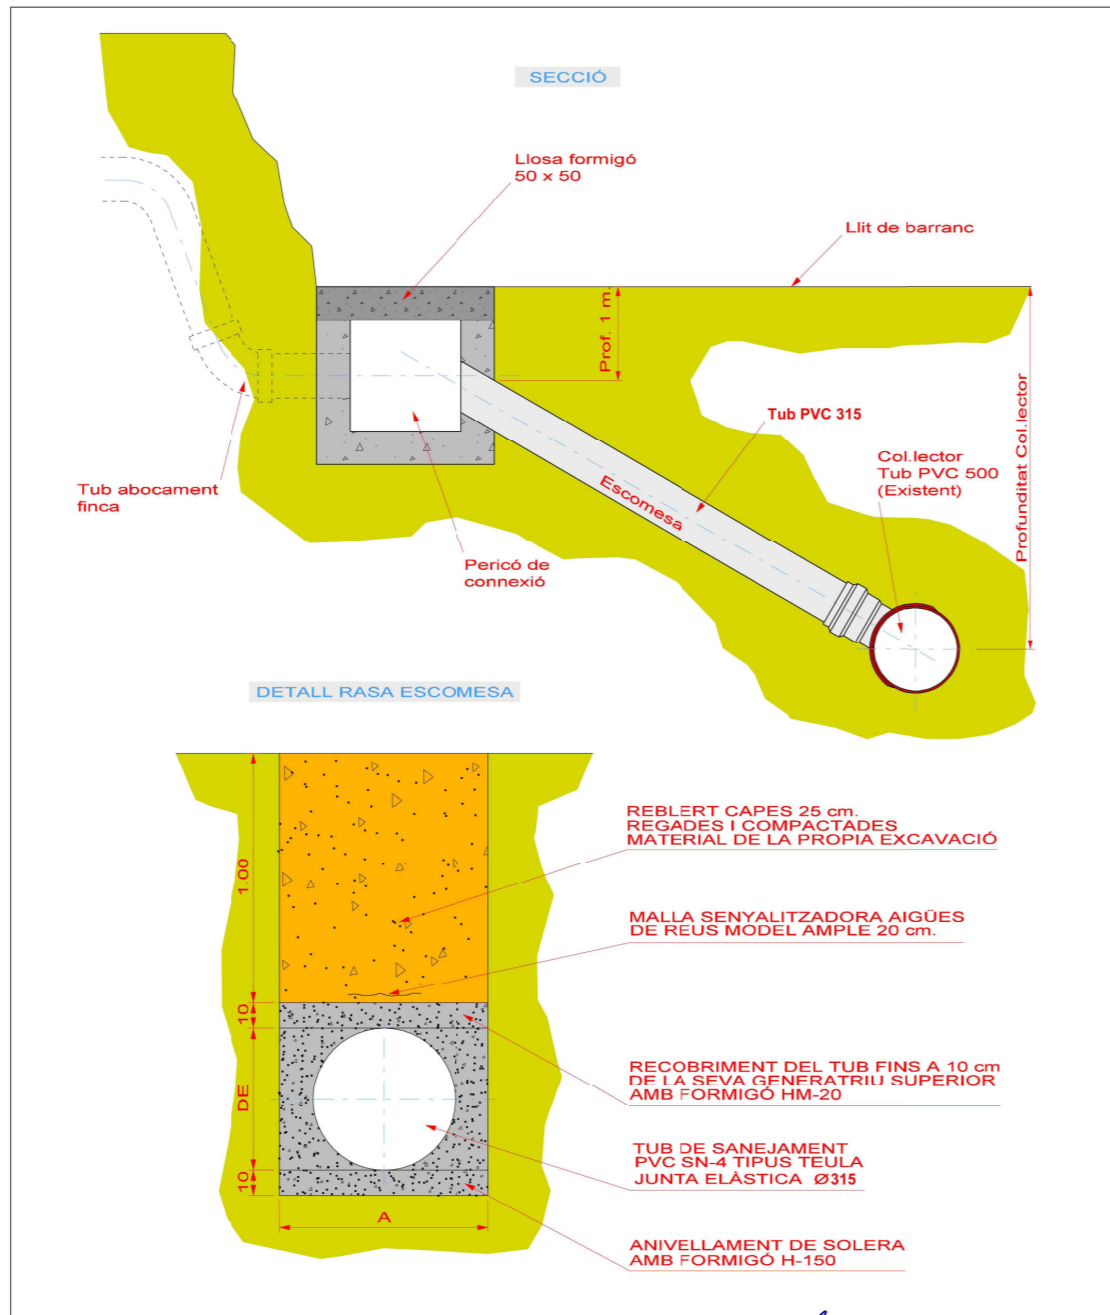 SECCIÓ
Llosa formigó
50 x 50
Llit de barranc
Prof. 1 m.
Tub PVC 315
Col.lector
Tub PVC 500
(Existent)
Profunditat Col.lector
Escomesa
Tub abocament
finca
Pericó de
connexió
DETALL RASA ESCOMESA
REBLERT CAPES 25 cm.
REGADES I COMPACTADES
MATERIAL DE LA PROPIA EXCAVACIÓ
1.00
MALLA SENYALITZADORA AIGÜES
DE REUS MODEL AMPLE 20 cm.
10
RECOBRIMENT DEL TUB FINS A 10 cm
DE LA SEVA GENERATRIU SUPERIOR
AMB FORMIGÓ HM-20
DE
TUB DE SANEJAMENT
PVC SN-4 TIPUS TEULA
JUNTA ELÀSTICA Ø315
10
A
ANIVELLAMENT DE SOLERA
AMB FORMIGÓ H-150